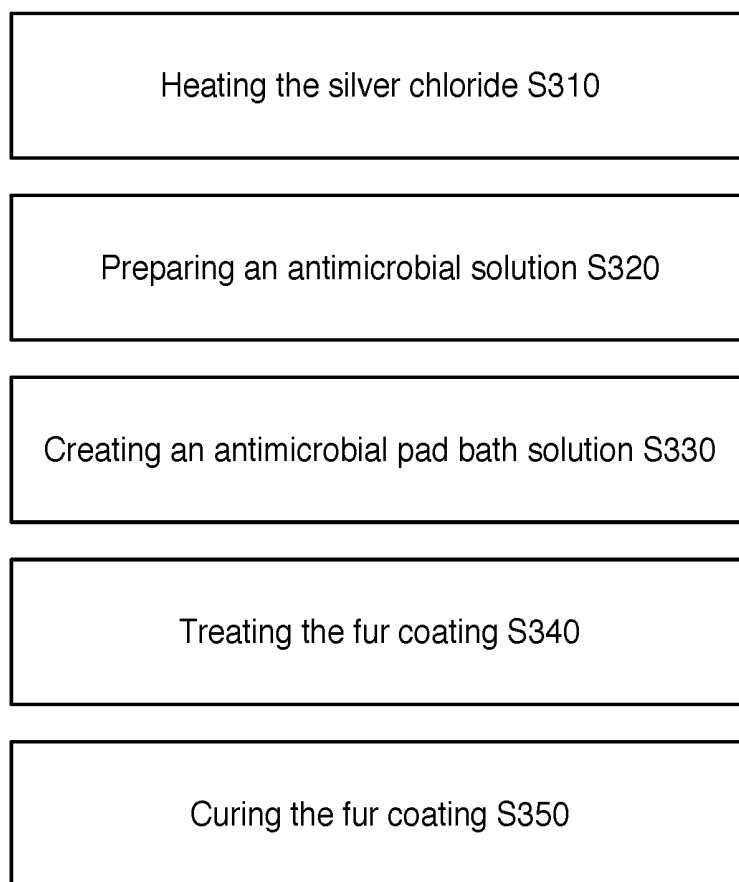 Heating the silver chloride S310
Preparing an antimicrobial solution S320
Creating an antimicrobial pad bath solution S330
Treating the fur coating S340
Curing the fur coating S350